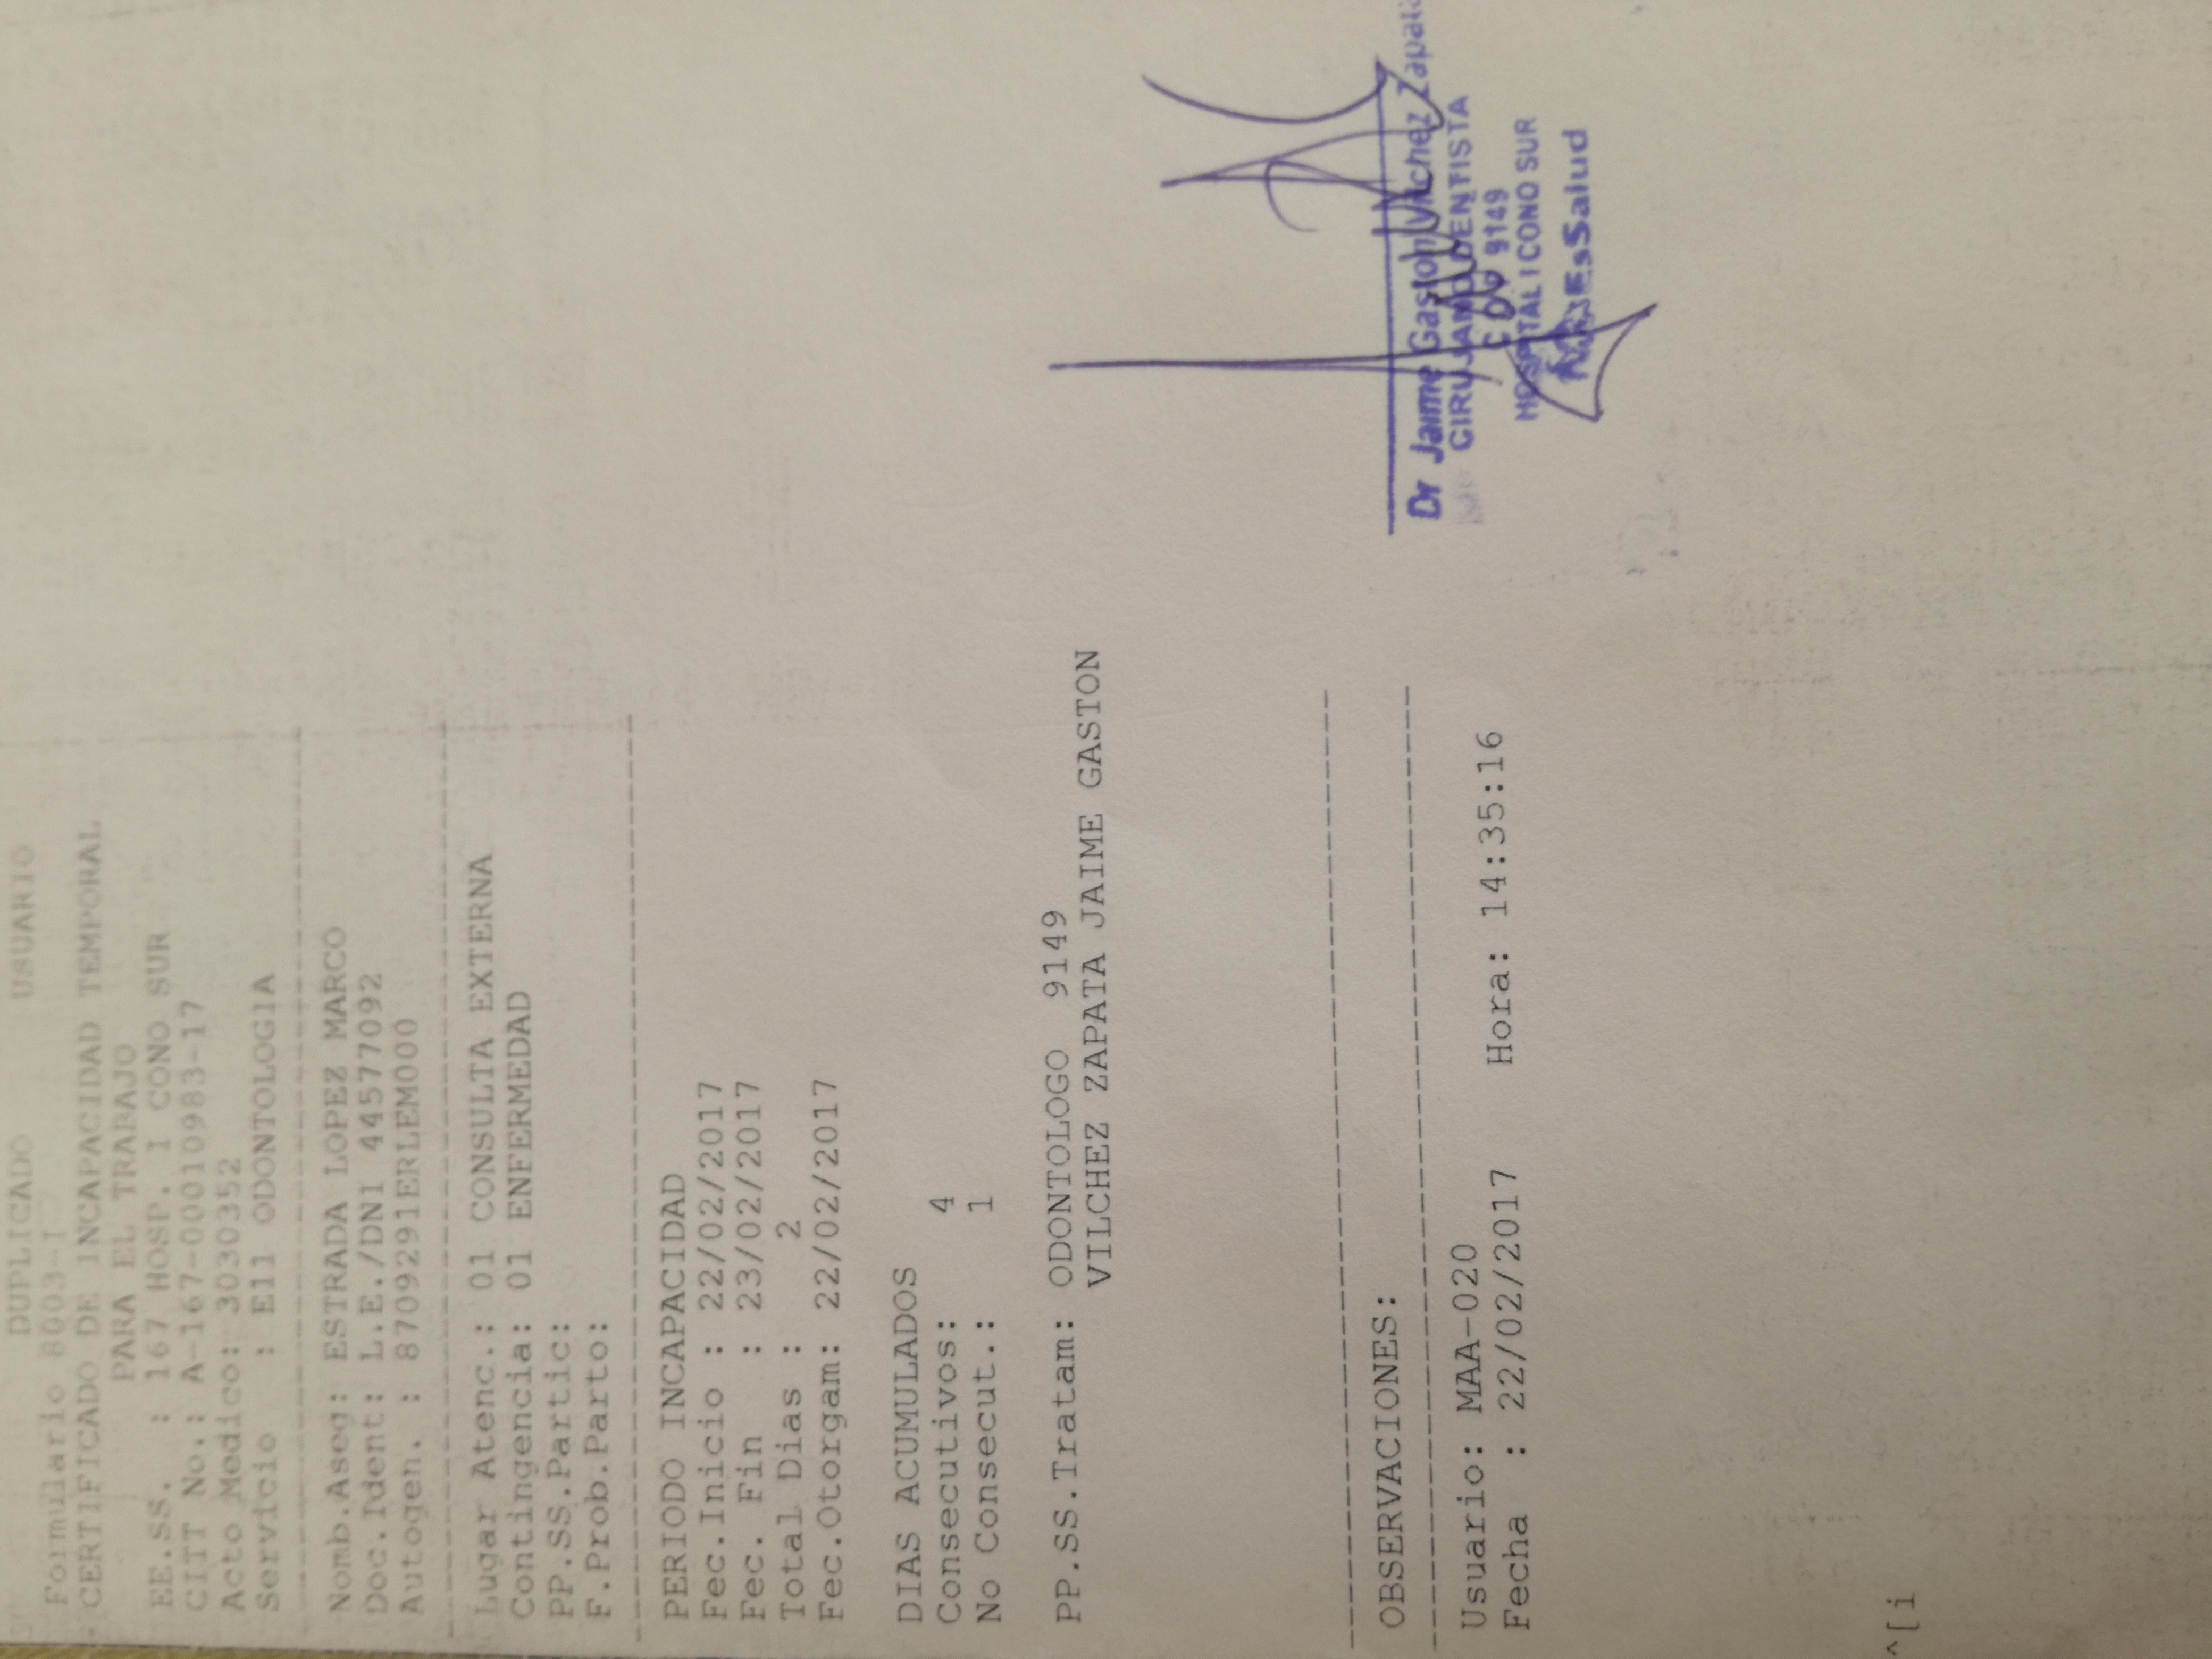 DUPLICADO USUARIO
Formulario 8003-I
CERTIFICADO DE INCAPACIDAD TEMPORAL
PARA EL TRABAJO
EE.SS. : 167 HOSP. I CONO SUR
CITT No.: A-167-00010983-17
Acto Medico: 3030352
Servicio : E11 ODONTOLOGIA
Nomb.Aseg: ESTRADA LOPEZ MARCO
Doc.Ident: L.E./DNI 44577092
Autogen. : 8709291ERLEM000
Lugar Atenc.: 01 CONSULTA EXTERNA
Contingencia: 01 ENFERMEDAD
PP.SS.Partic:
F.Prob.Parto:
PERIODO INCAPACIDAD
Fec.Inicio : 22/02/2017
Fec. Fin : 23/02/2017
Total Dias : 2
Fec.Otorgam: 22/02/2017
DIAS ACUMULADOS
Consecutivos: 4
No Consecut.: 1
PP.SS.Tratam: ODONTOLOGO 9149
VILCHEZ ZAPATA JAIME GASTON
OBSERVACIONES:
Usuario: MAA-020
Fecha : 22/02/2017 Hora: 14:35:16
^[i
Dr Jaime Gaston Vilchez Zapata
CIRUJANO DENTISTA
9149
HOSPITAL I CONO SUR
EsSalud